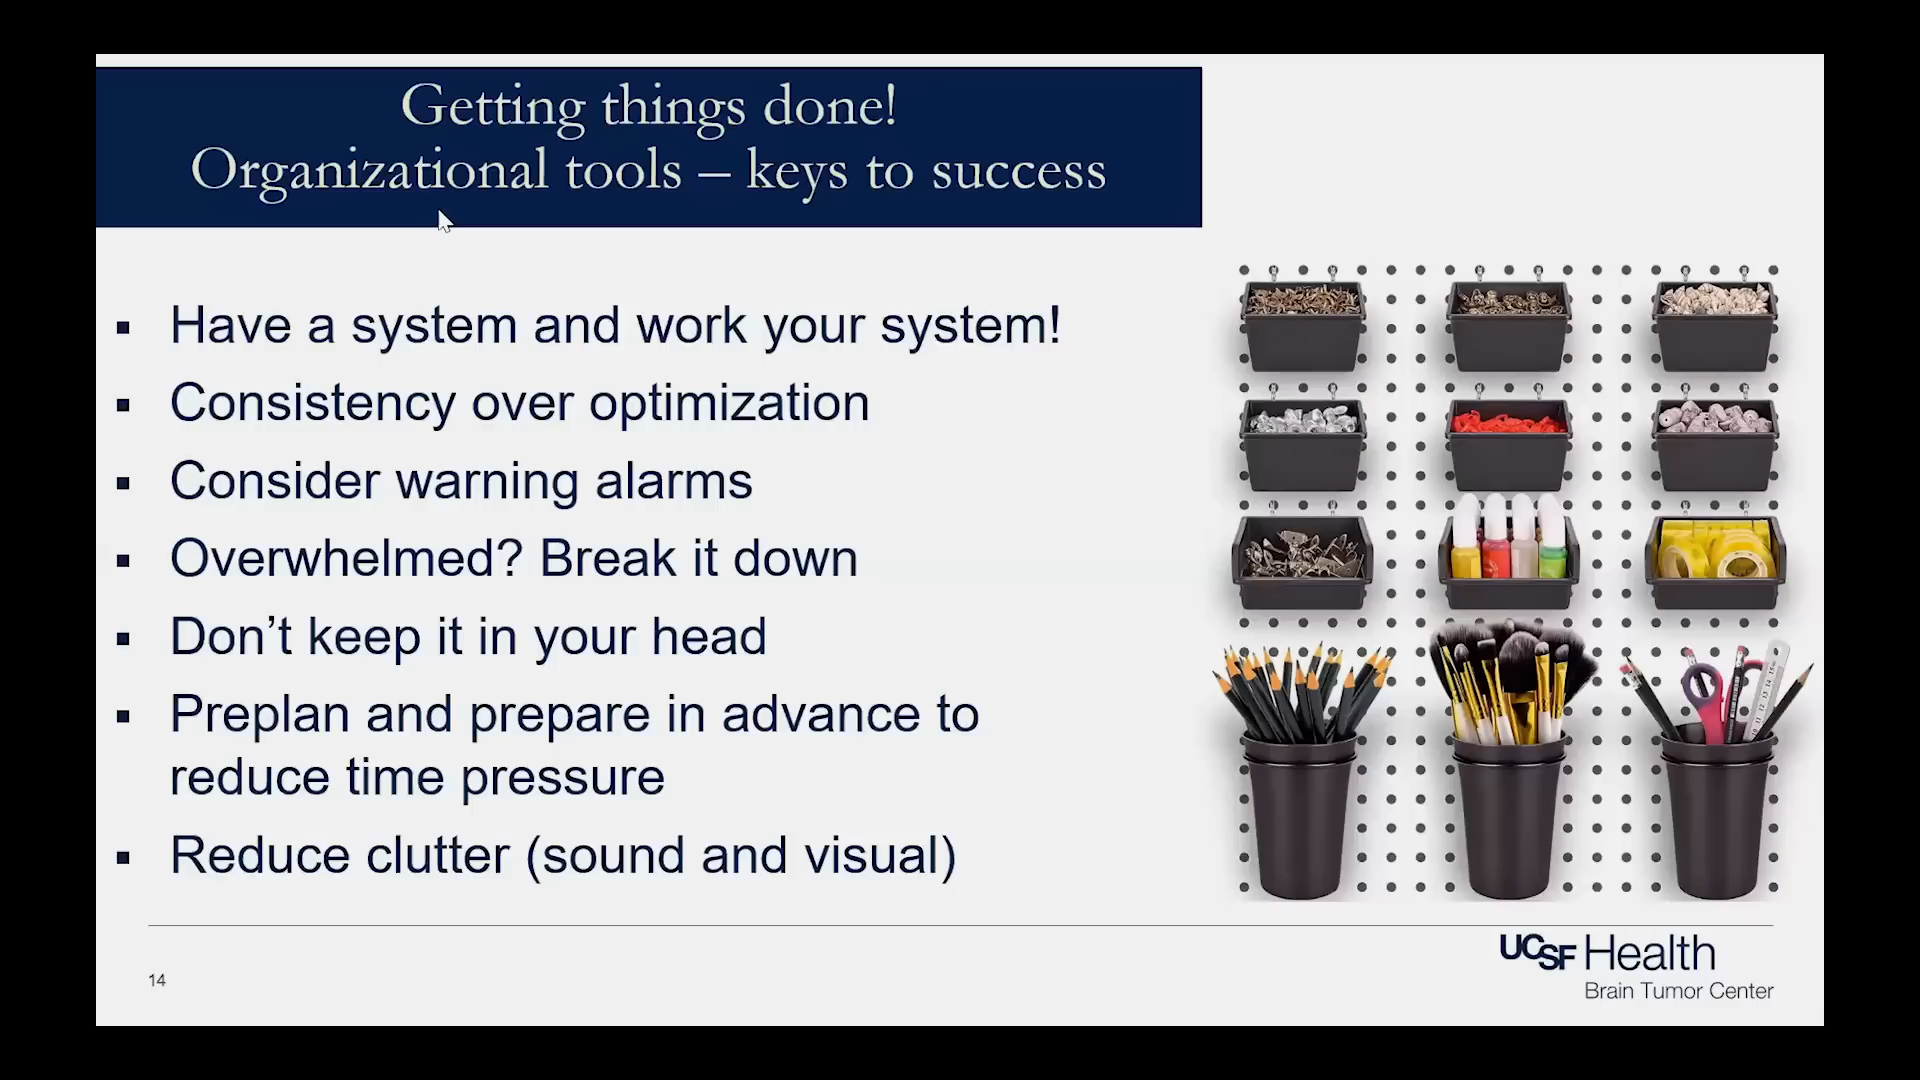 Getting things done!
Organizational tools – keys to success
▪ Have a system and work your system!
▪ Consistency over optimization
▪ Consider warning alarms
▪ Overwhelmed? Break it down
▪ Don’t keep it in your head
▪ Preplan and prepare in advance to
reduce time pressure
▪ Reduce clutter (sound and visual)
14
UCSF Health
Brain Tumor Center